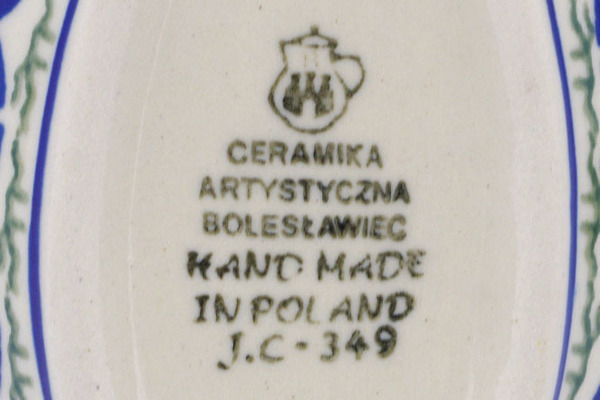 CERAMIKA
ARTYSTYCZNA
BOLESŁAWIEC
HAND MADE
IN POLAND
J.C-349